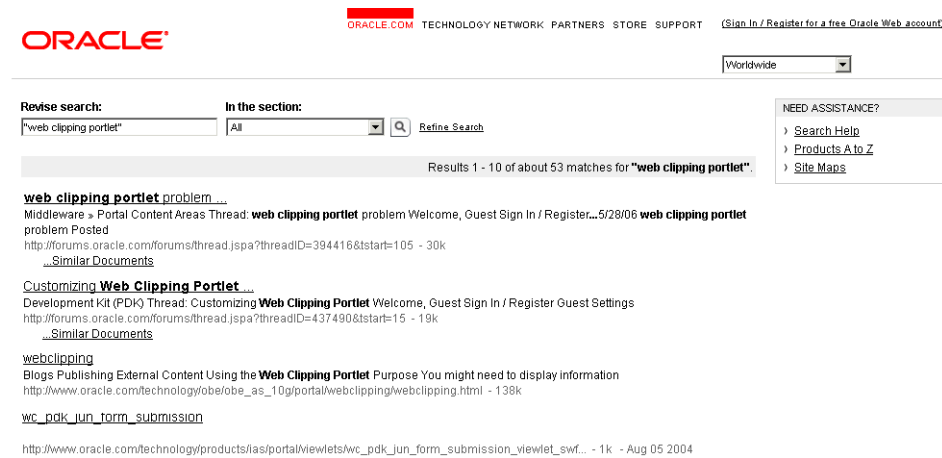 ORACLE.COM TECHNOLOGY NETWORK PARTNERS STORE SUPPORT (Sign In / Register for a free Oracle Web account)
ORACLE
Worldwide
Revise search: In the section:
"web clipping portlet" All Refine Search
NEED ASSISTANCE?
Search Help
Products A to Z
Site Maps
Results 1 - 10 of about 53 matches for "web clipping portlet".
web clipping portlet problem ...
Middleware » Portal Content Areas Thread: web clipping portlet problem Welcome, Guest Sign In / Register...5/28/06 web clipping portlet
problem Posted
http://forums.oracle.com/forums/thread.jspa?threadID=394416&tstart=105 - 30k
...Similar Documents
Customizing Web Clipping Portlet ...
Development Kit (PDK) Thread: Customizing Web Clipping Portlet Welcome, Guest Sign In / Register Guest Settings
http://forums.oracle.com/forums/thread.jspa?threadID=437490&tstart=15 - 19k
...Similar Documents
webclipping
Blogs Publishing External Content Using the Web Clipping Portlet Purpose You might need to display information
http://www.oracle.com/technology/obe/obe_as_10g/portal/webclipping/webclipping.html - 138k
wc_pdk_jun_form_submission
http://www.oracle.com/technology/products/ias/portal/viewlets/wc_pdk_jun_form_submission_viewlet_swf... - 1k - Aug 05 2004